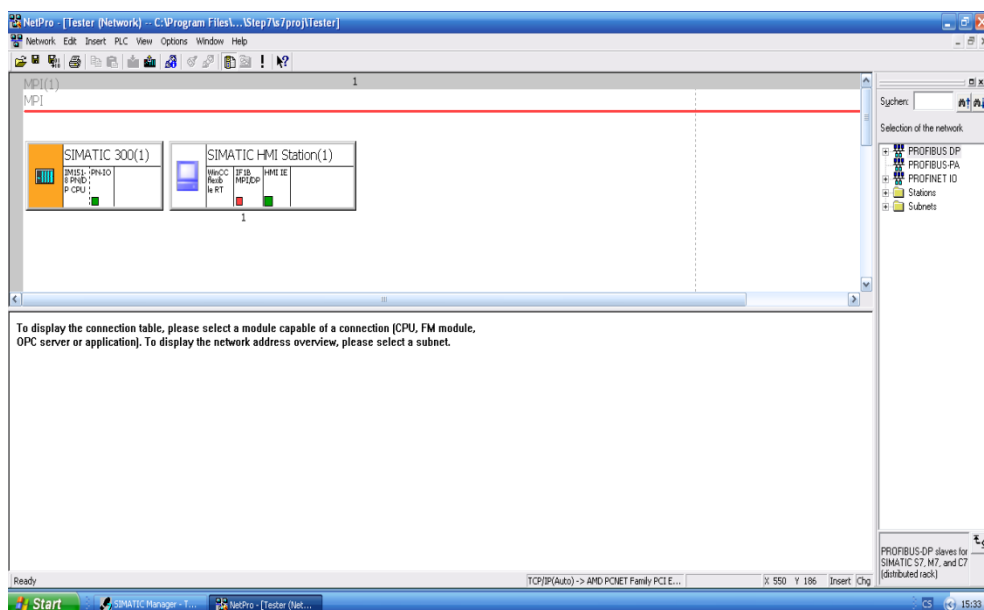 NetPro - [Tester (Network) -- C:\Program Files\...\Step7\s7proj\Tester]
Network Edit Insert PLC View Options Window Help
MPI(1)
1
MPI
SIMATIC 300(1)
IM151-
8 PN/D
P CPU
PN-IO
SIMATIC HMI Station(1)
WinCC
flexib
le RT
IF1B
MPI/DP
HMI IE
1
To display the connection table, please select a module capable of a connection (CPU, FM module,
OPC server or application). To display the network address overview, please select a subnet.
Suchen:
Selection of the network
PROFIBUS DP
PROFIBUS-PA
PROFINET IO
Stations
Subnets
PROFIBUS-DP slaves for
SIMATIC S7, M7, and C7
(distributed rack)
Ready
TCP/IP(Auto) -> AMD PCNET Family PCI E...
X 550 Y 186
Insert
Chg
Start
SIMATIC Manager - T...
NetPro - [Tester (Net...
CS
15:33